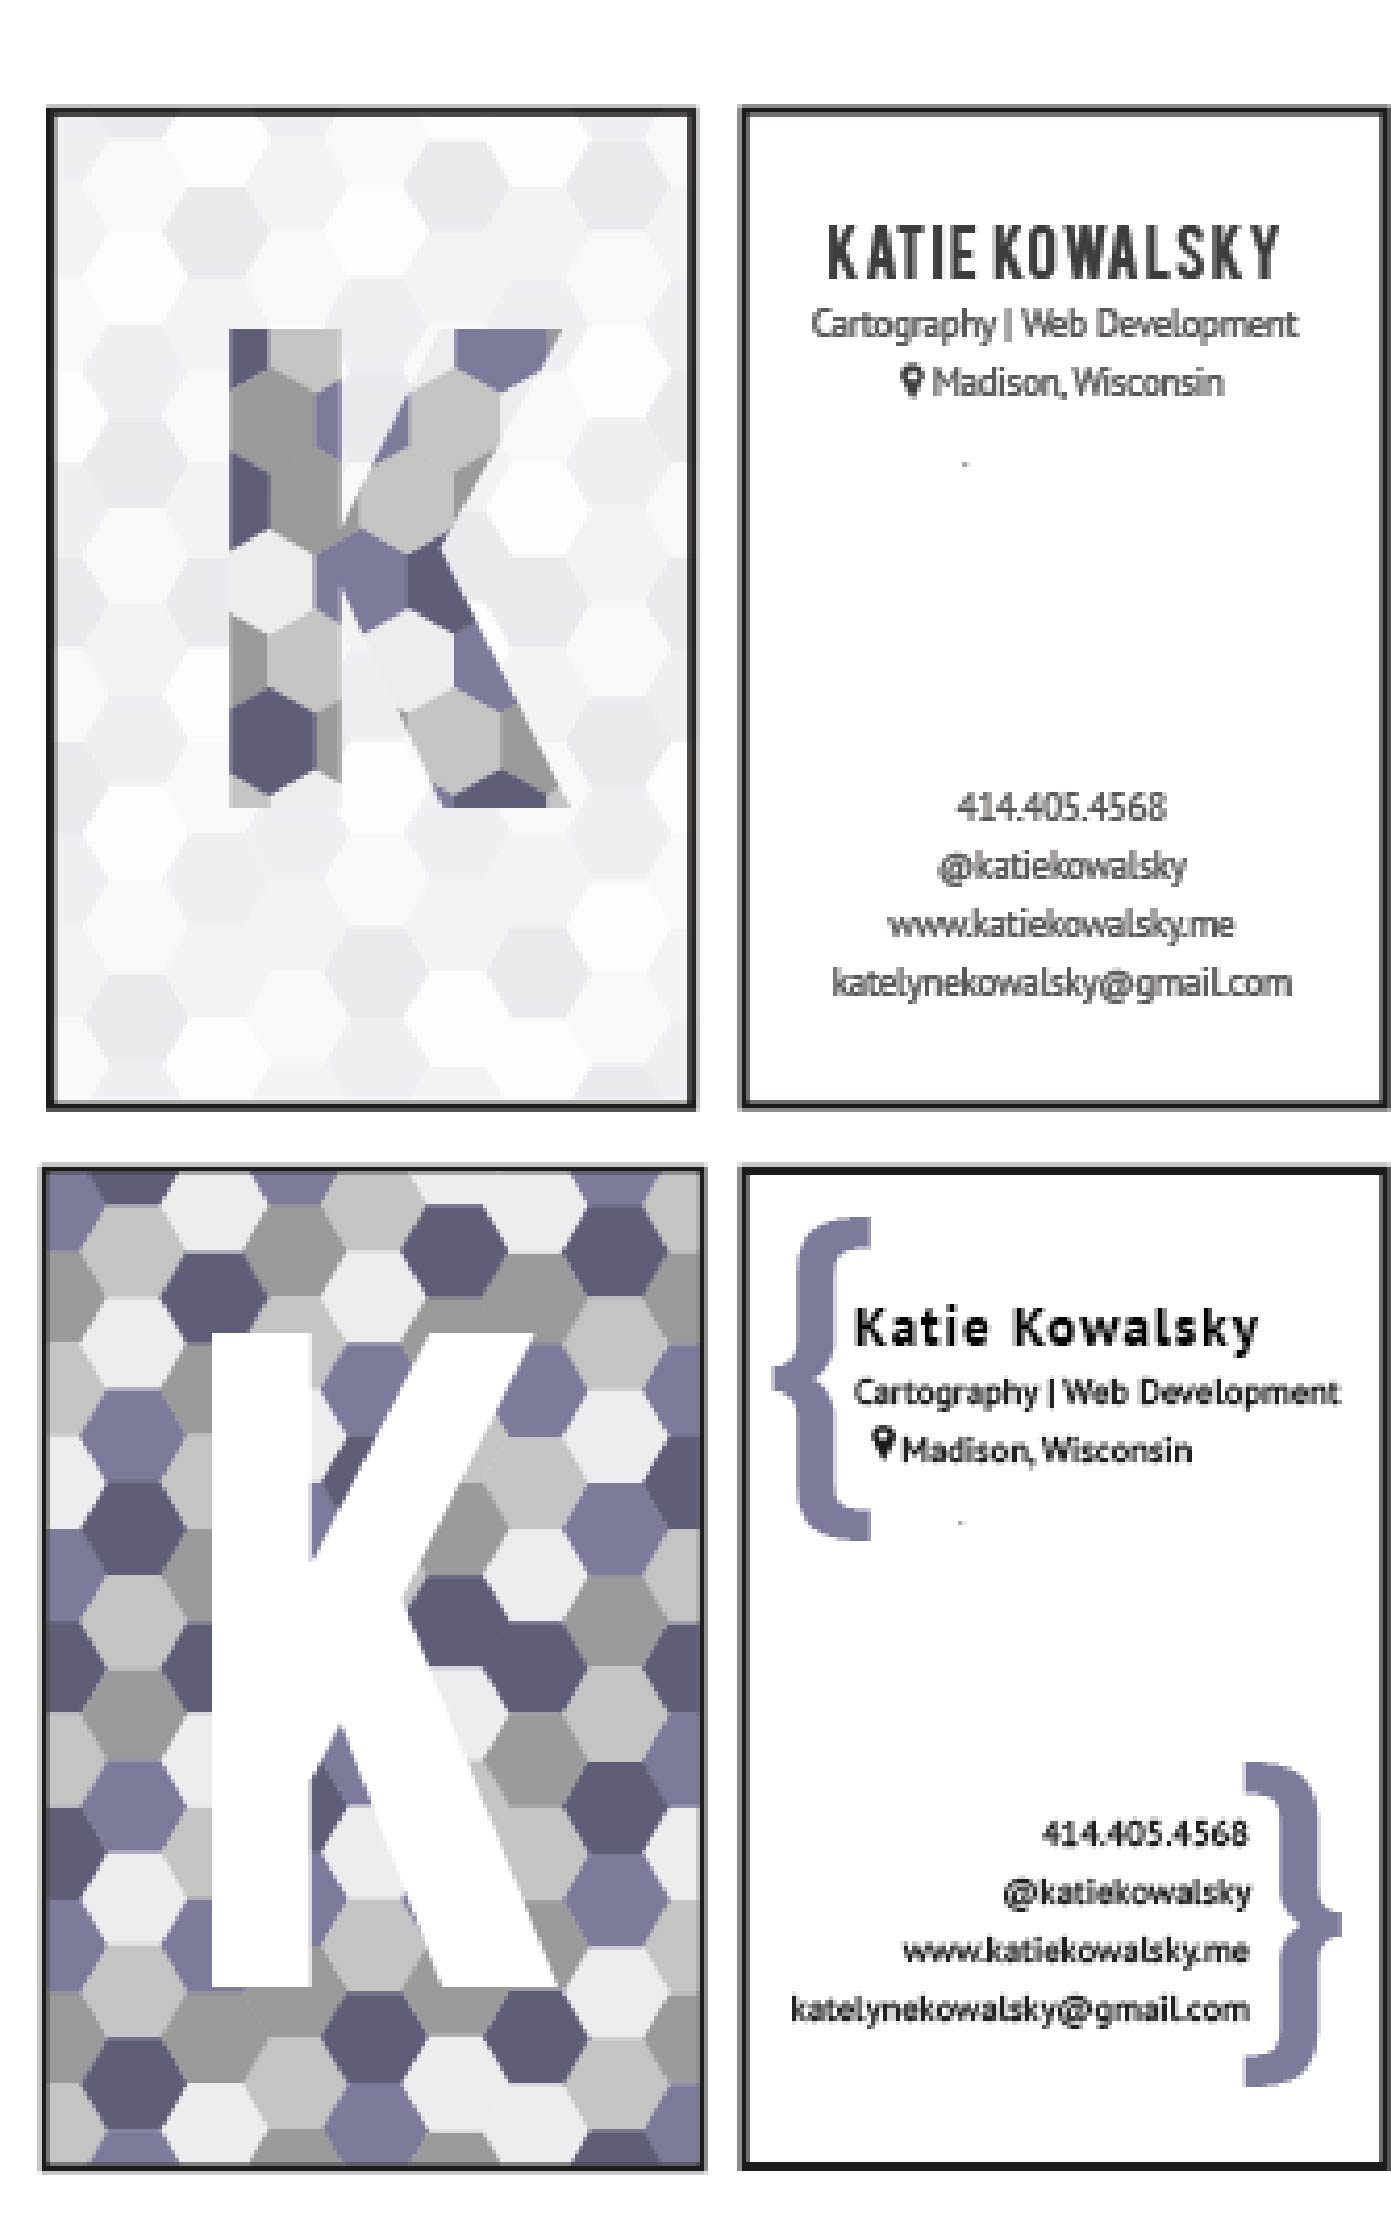 K
KATIE KOWALSKY
Cartography | Web Development
Madison, Wisconsin
414.405.4568
@katiekowalsky
www.katiekowalsky.me
katelynekowalsky@gmail.com
K
{
Katie Kowalsky
Cartography | Web Development
Madison, Wisconsin
414.405.4568
@katiekowalsky
www.katiekowalsky.me
katelynekowalsky@gmail.com
}